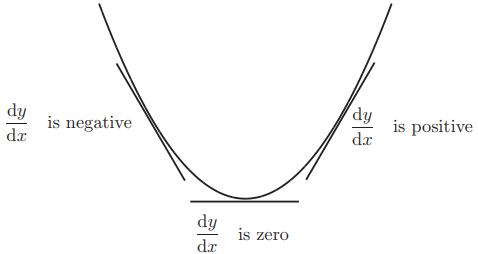 dy/dx is negative
dy/dx is positive
dy/dx is zero